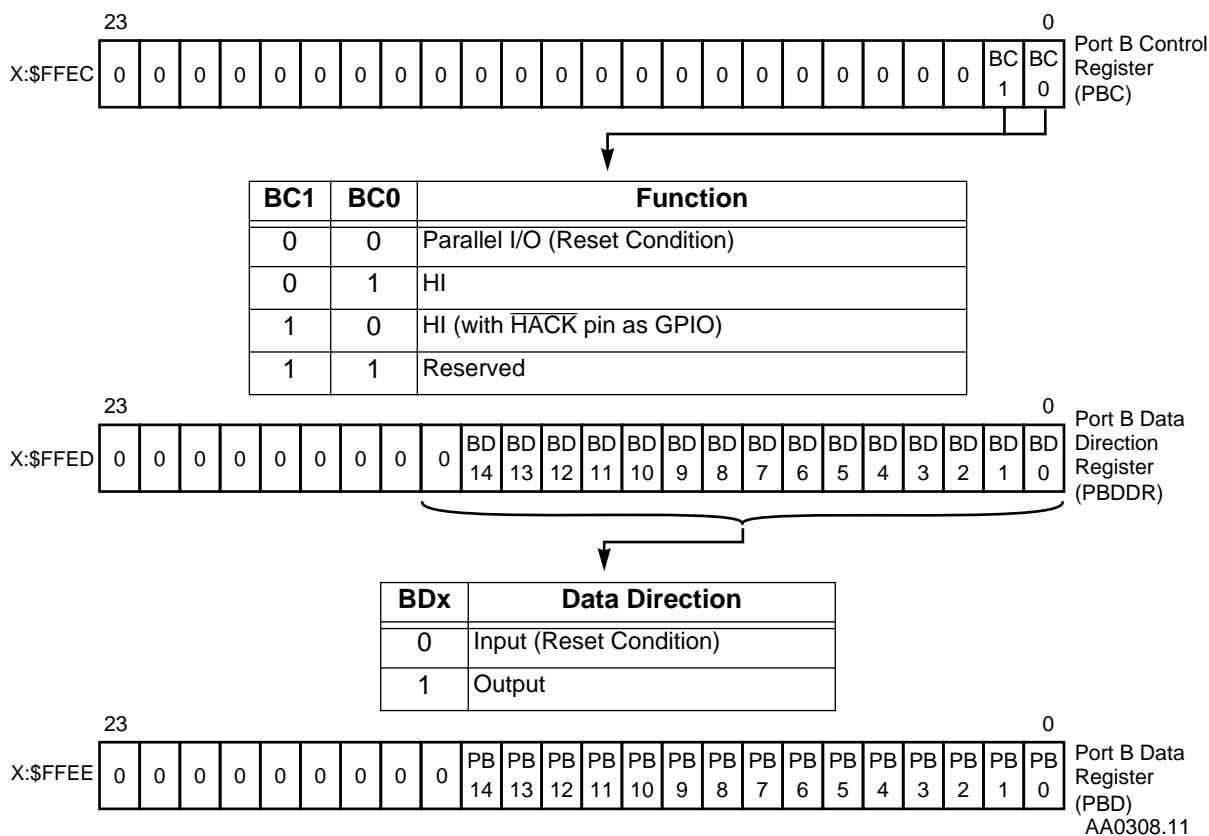 23 0
X:$FFEC 0 0 0 0 0 0 0 0 0 0 0 0 0 0 0 0 0 0 0 0 0 0 BC 1 BC 0 Port B Control Register (PBC)
BC1 BC0 Function
0 0 Parallel I/O (Reset Condition)
0 1 HI
1 0 HI (with HACK pin as GPIO)
1 1 Reserved
23 0
X:$FFED 0 0 0 0 0 0 0 0 0 BD 14 BD 13 BD 12 BD 11 BD 10 BD 9 BD 8 BD 7 BD 6 BD 5 BD 4 BD 3 BD 2 BD 1 BD 0 Port B Data Direction Register (PBDDR)
BDx Data Direction
0 Input (Reset Condition)
1 Output
23 0
X:$FFEE 0 0 0 0 0 0 0 0 0 PB 14 PB 13 PB 12 PB 11 PB 10 PB 9 PB 8 PB 7 PB 6 PB 5 PB 4 PB 3 PB 2 PB 1 PB 0 Port B Data Register (PBD)
AA0308.11